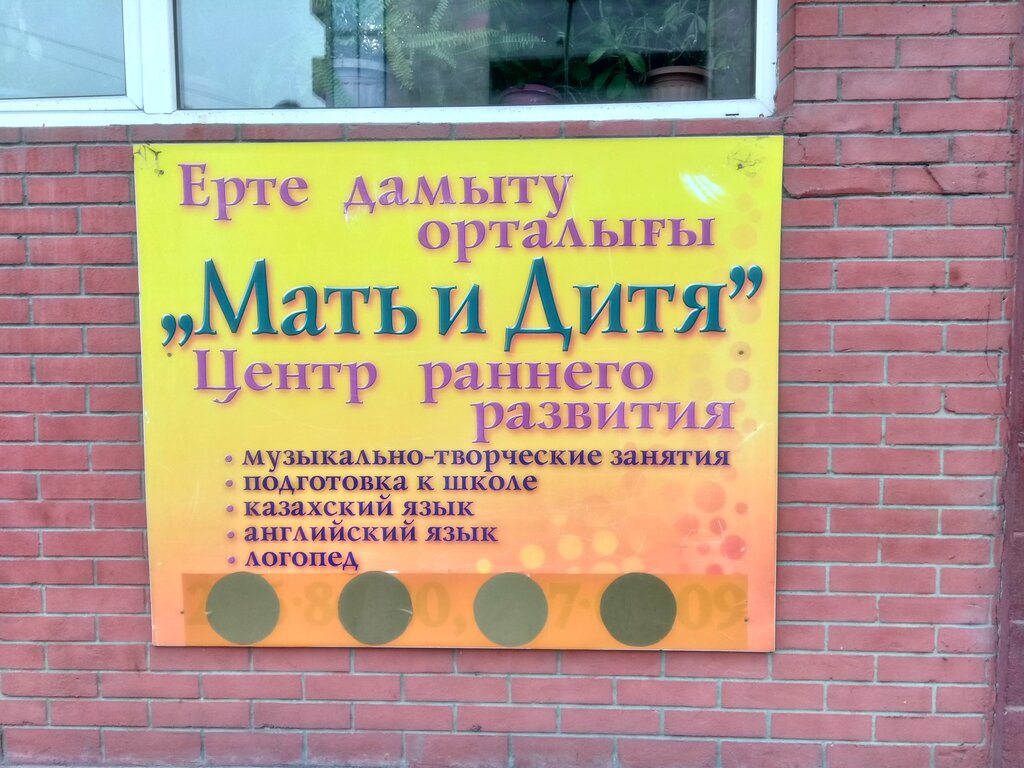 Ерте дамыту
орталығы
„Мать и Дитя”
Центр раннего
развития
• музыкально-творческие занятия
• подготовка к школе
• казахский язык
• английский язык
• логопед